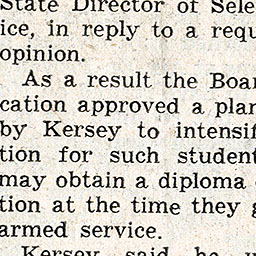 State Director of Sele
ice, in reply to a requ
opinion.
As a result the Boar
cation approved a plan
by Kersey to intensif
tion for such student
may obtain a diploma
tion at the time they g
armed service.
Kersey said he w